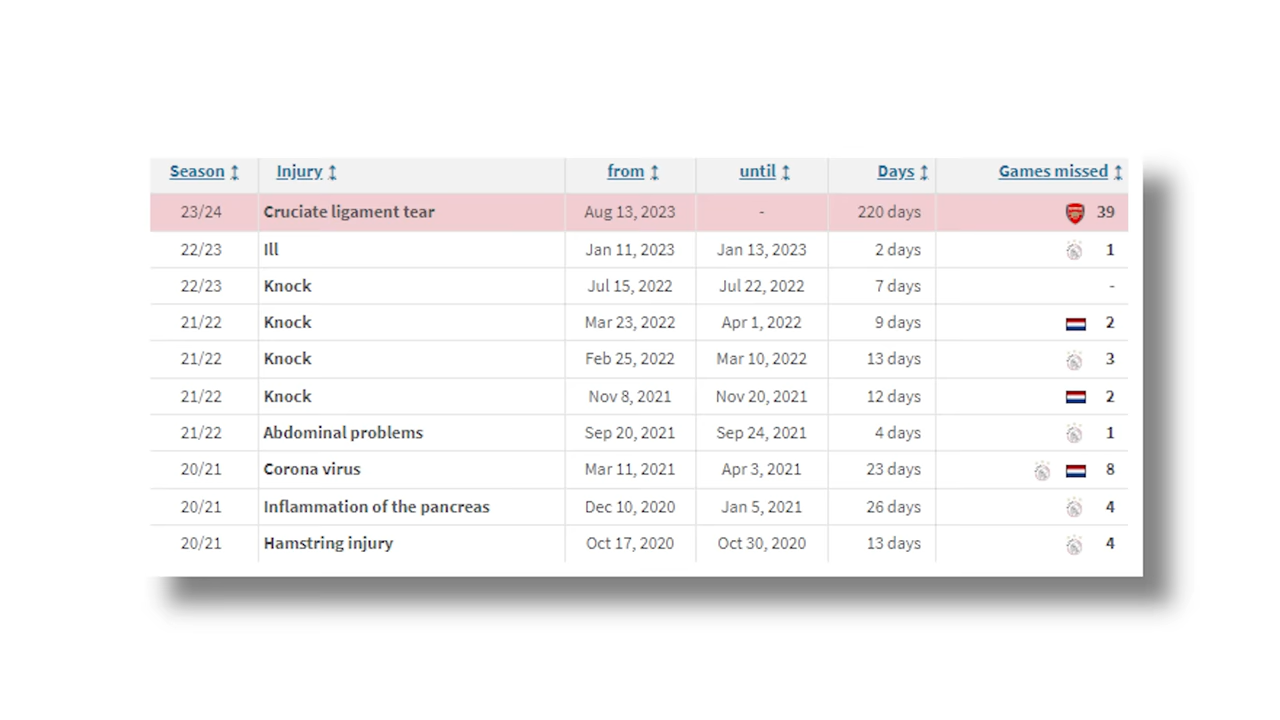 Season ↕ Injury ↕ from ↕ until ↕ Days ↕ Games missed ↕
23/24 Cruciate ligament tear Aug 13, 2023 - 220 days 39
22/23 Ill Jan 11, 2023 Jan 13, 2023 2 days 1
22/23 Knock Jul 15, 2022 Jul 22, 2022 7 days -
21/22 Knock Mar 23, 2022 Apr 1, 2022 9 days 2
21/22 Knock Feb 25, 2022 Mar 10, 2022 13 days 3
21/22 Knock Nov 8, 2021 Nov 20, 2021 12 days 2
21/22 Abdominal problems Sep 20, 2021 Sep 24, 2021 4 days 1
20/21 Corona virus Mar 11, 2021 Apr 3, 2021 23 days 8
20/21 Inflammation of the pancreas Dec 10, 2020 Jan 5, 2021 26 days 4
20/21 Hamstring injury Oct 17, 2020 Oct 30, 2020 13 days 4